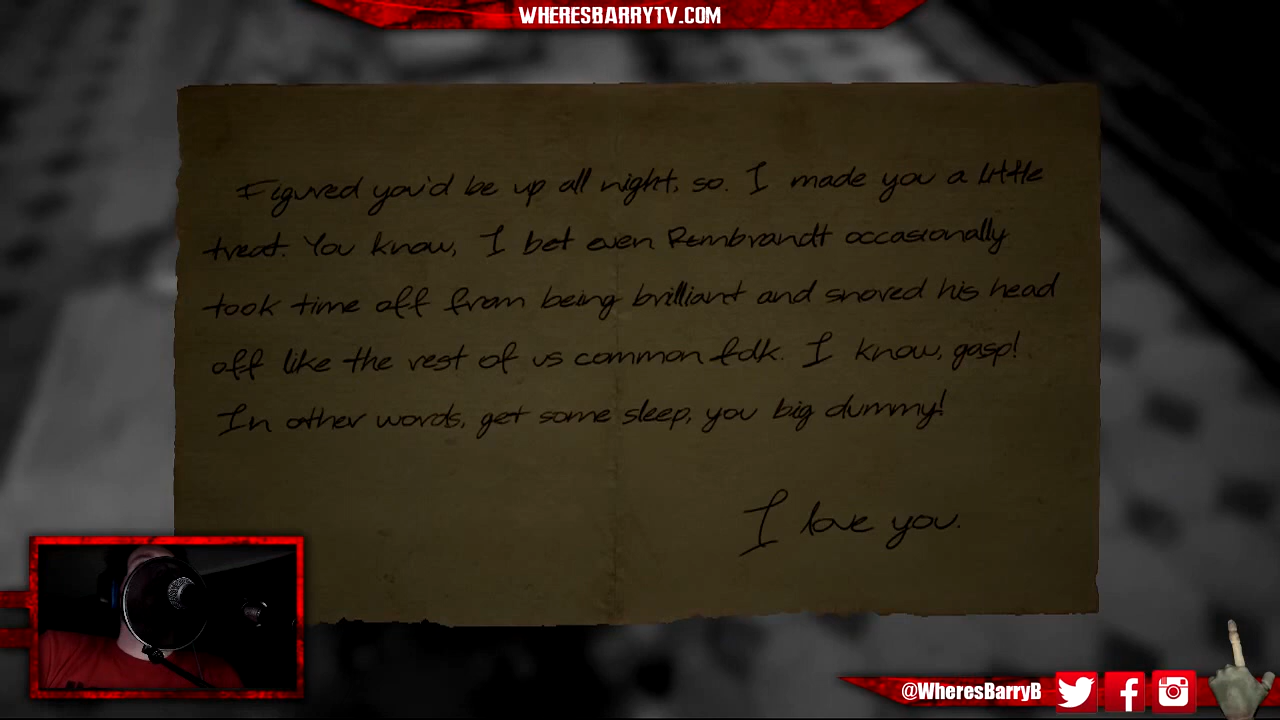 WHERESBARRYTV.COM
Figured you'd be up all night, so. I made you a little
treat. You know, I bet even Rembrandt occasionally
took time off from being brilliant and snored his head
off like the rest of us common folk. I know, gasp!
In other words, get some sleep, you big dummy!
I love you.
@WheresBarryB